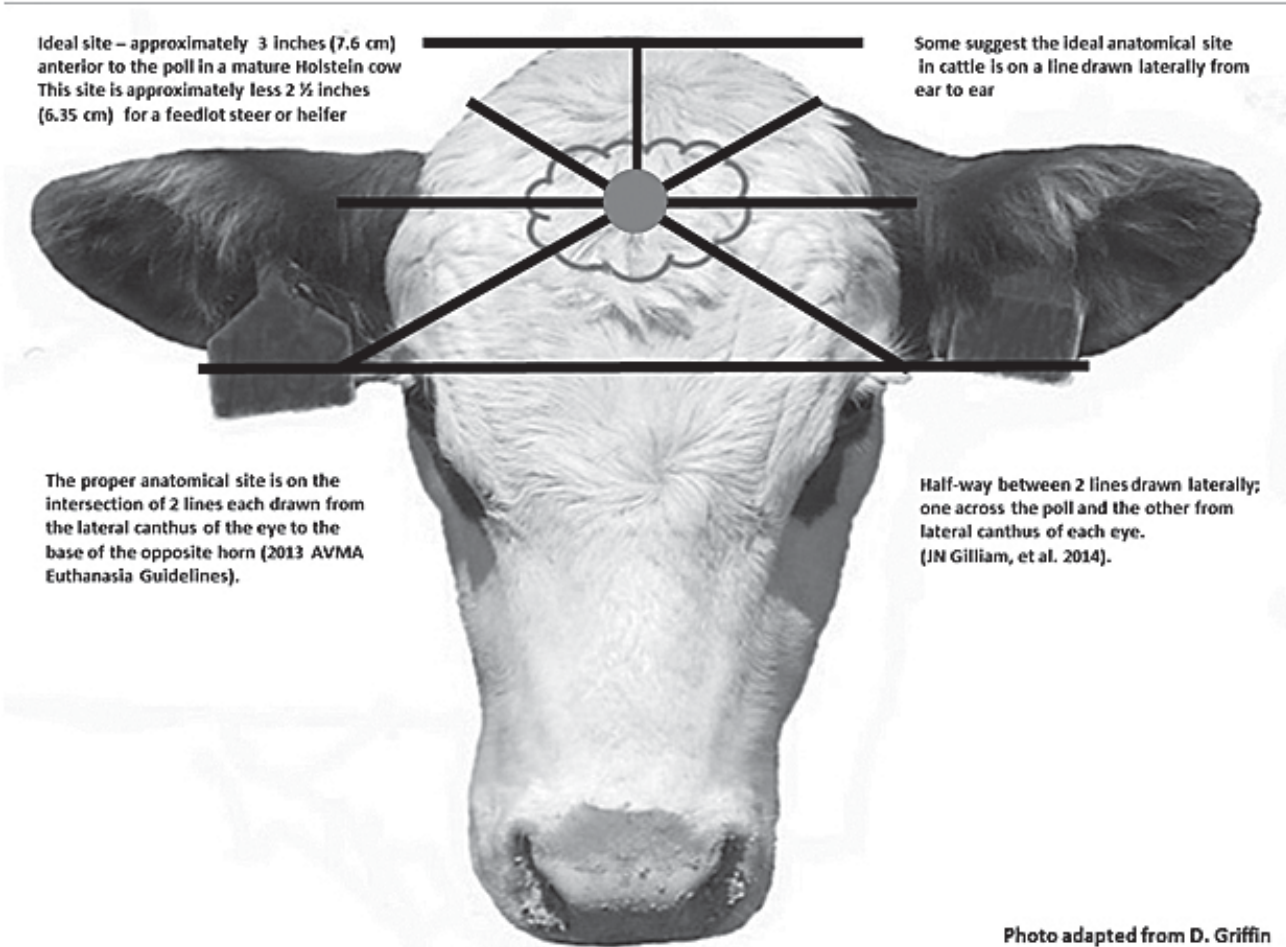 Ideal site – approximately 3 inches (7.6 cm)
anterior to the poll in a mature Holstein cow
This site is approximately less 2 ½ inches
(6.35 cm) for a feedlot steer or heifer
Some suggest the ideal anatomical site
in cattle is on a line drawn laterally from
ear to ear
The proper anatomical site is on the
intersection of 2 lines each drawn from
the lateral canthus of the eye to the
base of the opposite horn (2013 AVMA
Euthanasia Guidelines).
Half-way between 2 lines drawn laterally;
one across the poll and the other from
lateral canthus of each eye.
(JN Gilliam, et al. 2014).
Photo adapted from D. Griffin